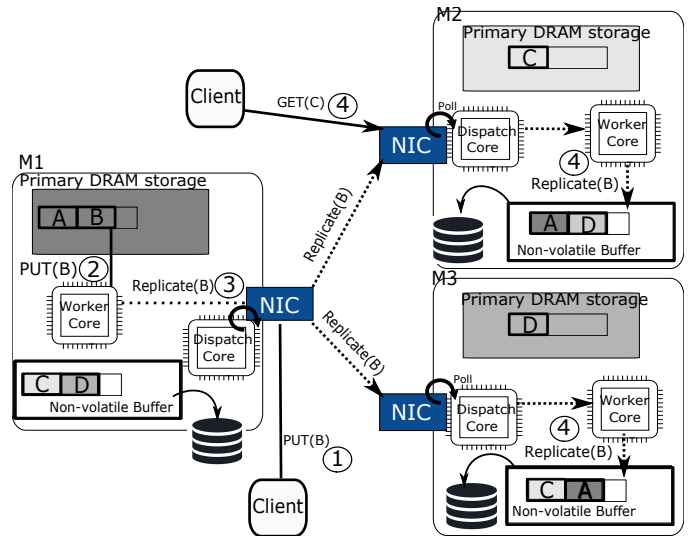 M2
Primary DRAM storage
C
Client
GET(C) 4
Poll
NIC
Dispatch
Core
Worker
Core
4
Replicate(B)
A D
Non-volatile Buffer
M1
Primary DRAM storage
A B
PUT(B) 2
Replicate(B) 3
Worker
Core
NIC
Dispatch
Core
C D
Non-volatile Buffer
Replicate(B)
Replicate(B)
PUT(B) 1
Client
M3
Primary DRAM storage
D
Poll
NIC
Dispatch
Core
Worker
Core
4
Replicate(B)
C A
Non-volatile Buffer